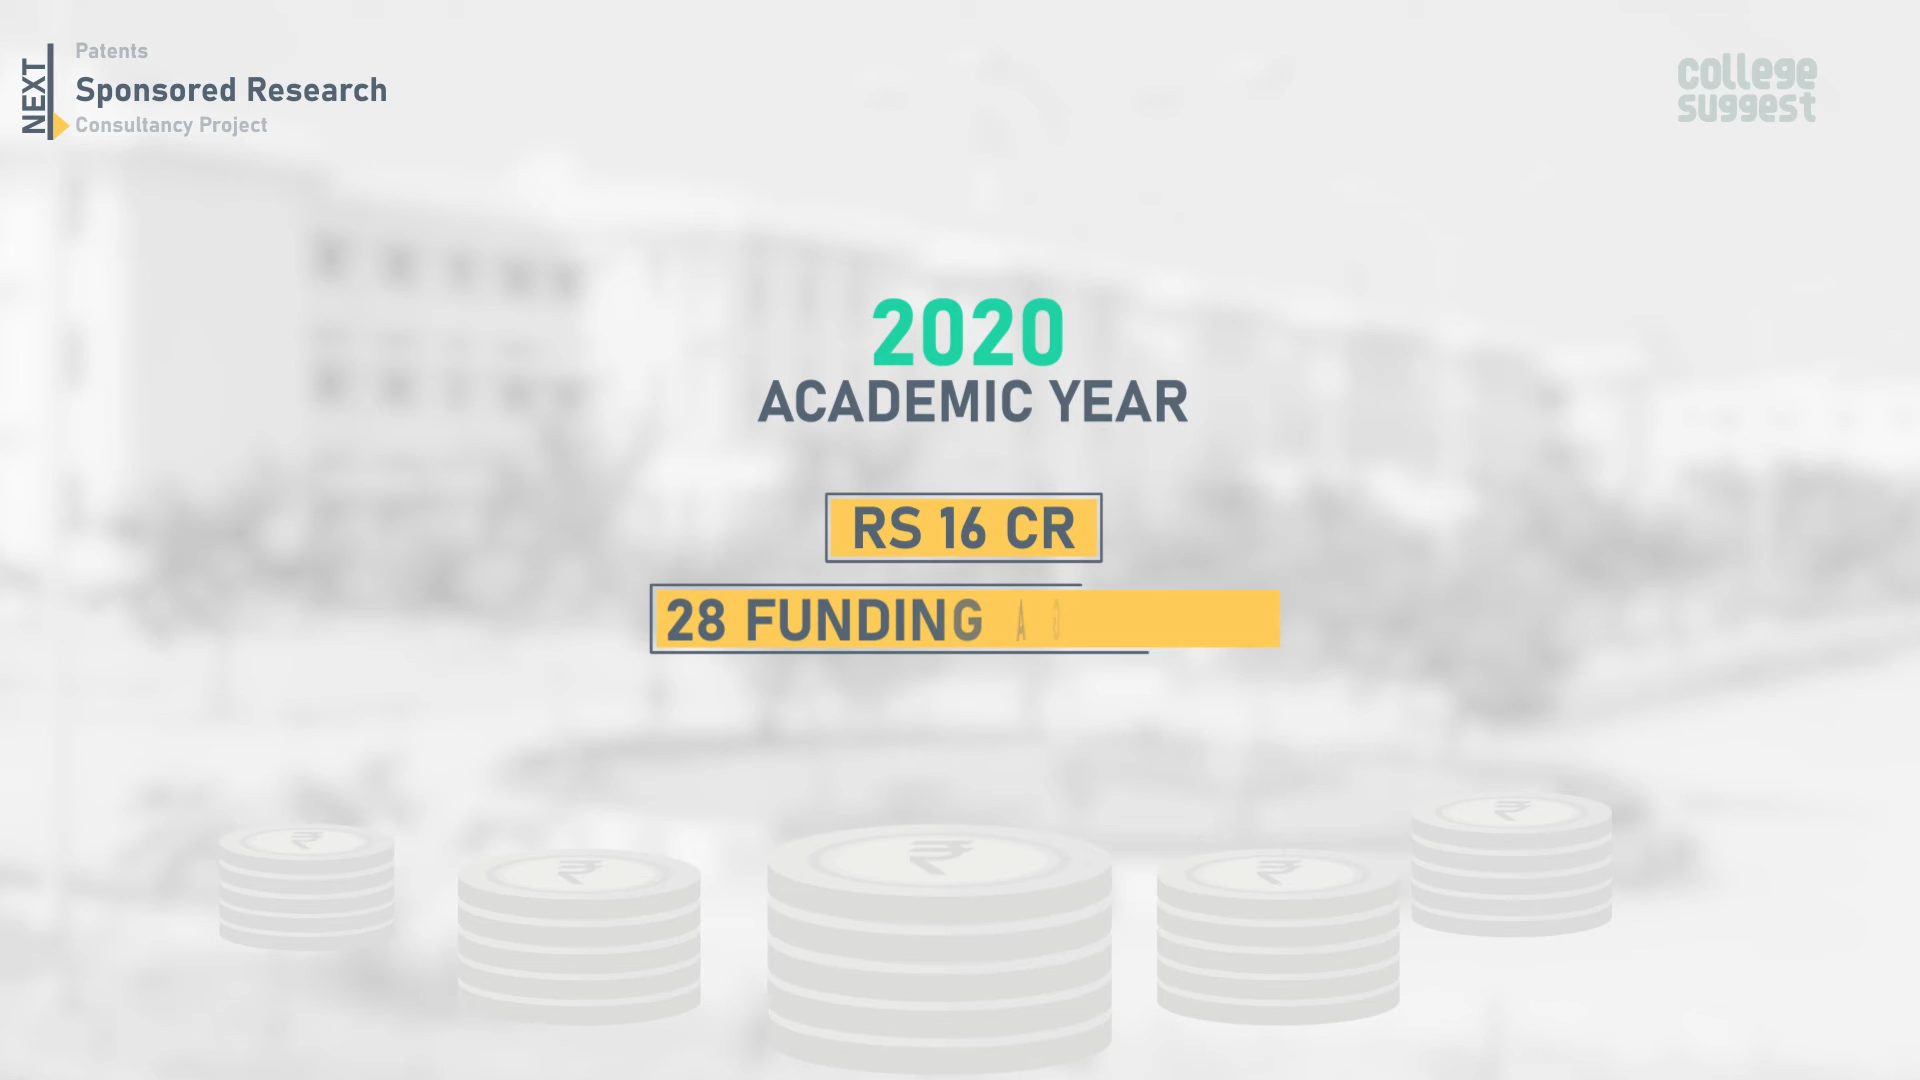 NEXT
Patents
Sponsored Research
Consultancy Project
college
suggest
2020
ACADEMIC YEAR
RS 16 CR
28 FUNDING
₹
₹
₹
₹
₹